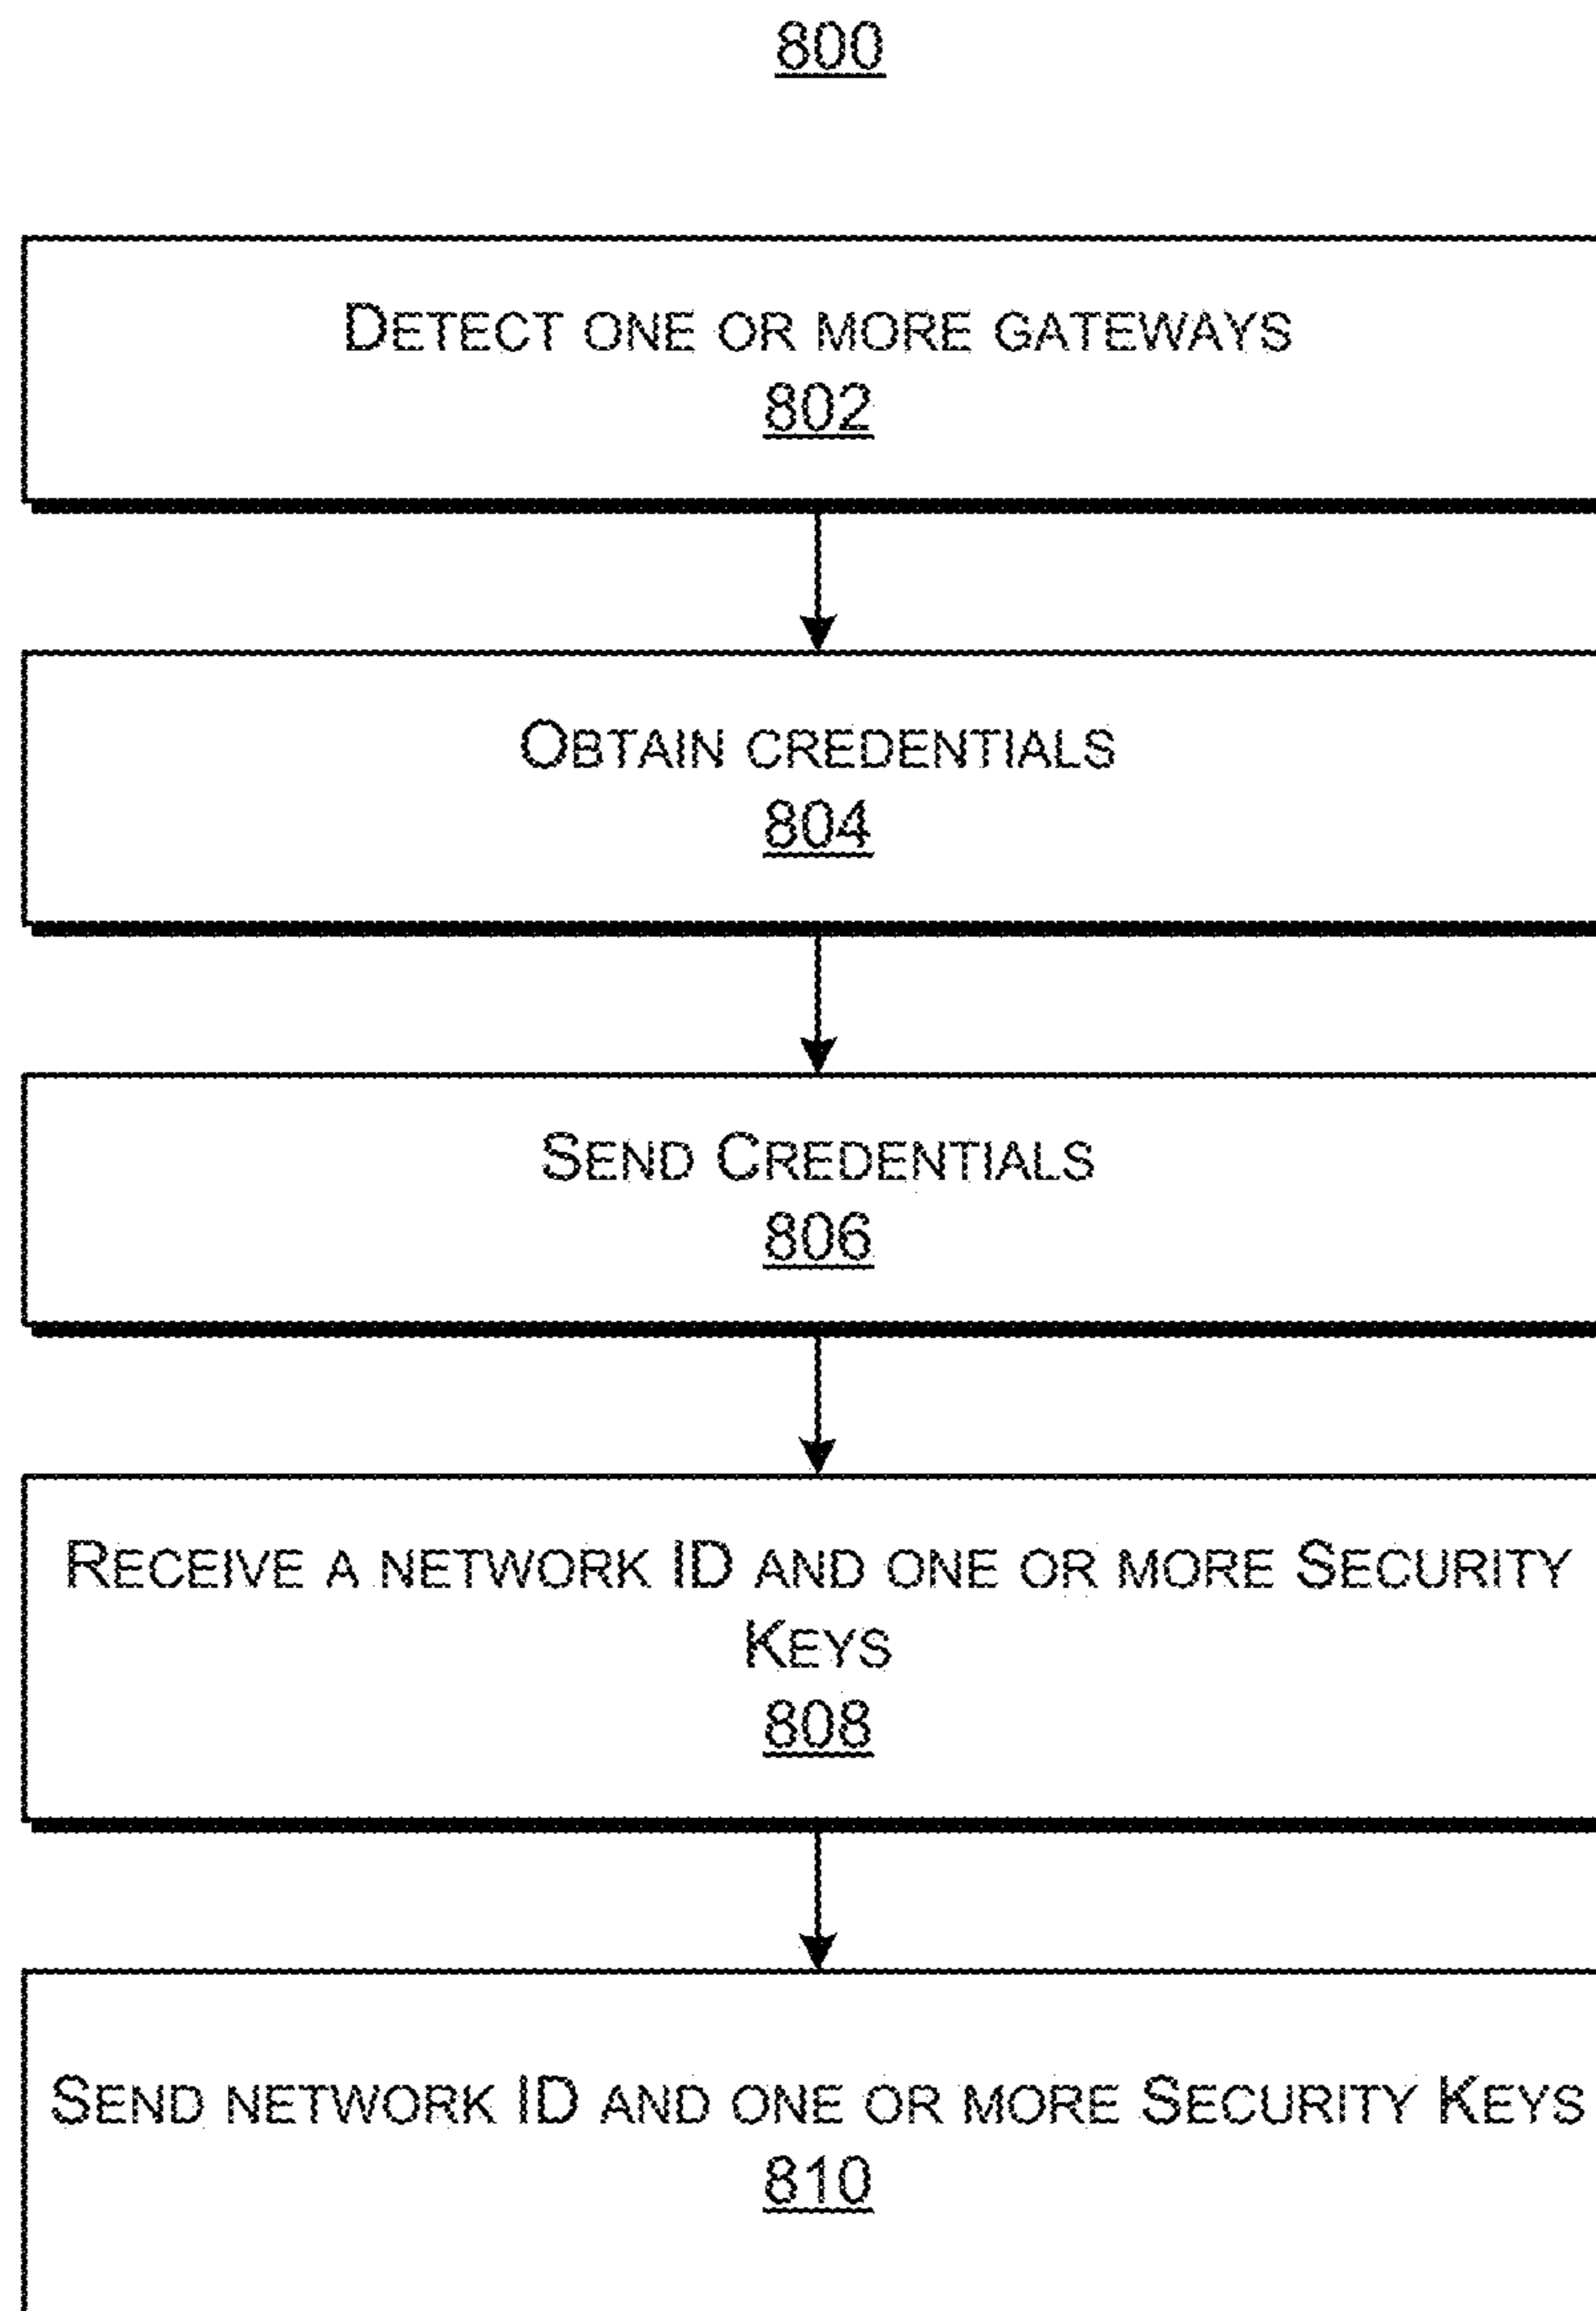 800
DETECT ONE OR MORE GATEWAYS
802
OBTAIN CREDENTIALS
804
SEND CREDENTIALS
806
RECEIVE A NETWORK ID AND ONE OR MORE SECURITY
KEYS
808
SEND NETWORK ID AND ONE OR MORE SECURITY KEYS
810